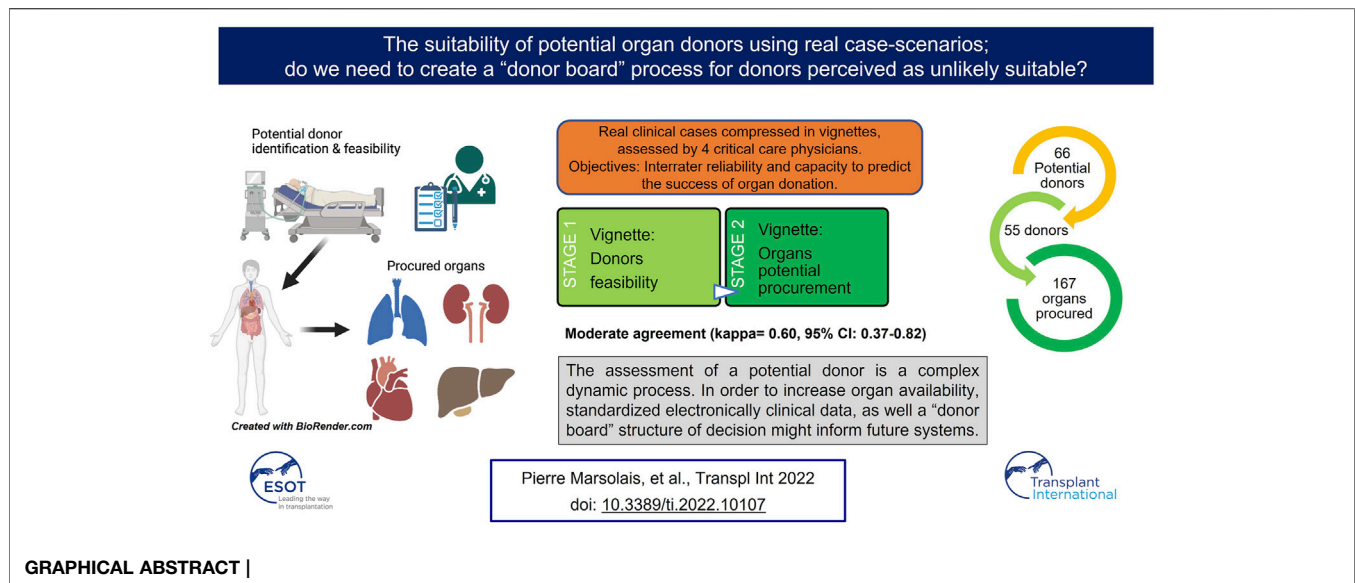 The suitability of potential organ donors using real case-scenarios;
do we need to create a “donor board” process for donors perceived as unlikely suitable?
Potential donor
identification & feasibility
Procured organs
Created with BioRender.com
Real clinical cases compressed in vignettes,
assessed by 4 critical care physicians.
Objectives: Interrater reliability and capacity to predict
the success of organ donation.
STAGE 1
Vignette:
Donors
feasibility
STAGE 2
Vignette:
Organs
potential
procurement
Moderate agreement (kappa= 0.60, 95% CI: 0.37-0.82)
The assessment of a potential donor is a complex
dynamic process. In order to increase organ availability,
standardized electronically clinical data, as well a “donor
board” structure of decision might inform future systems.
66
Potential
donors
55 donors
167
organs
procured
ESOT
Leading the way
in transplantation
Pierre Marsolais, et al., Transpl Int 2022
doi: 10.3389/ti.2022.10107
Transplant
International
GRAPHICAL ABSTRACT |